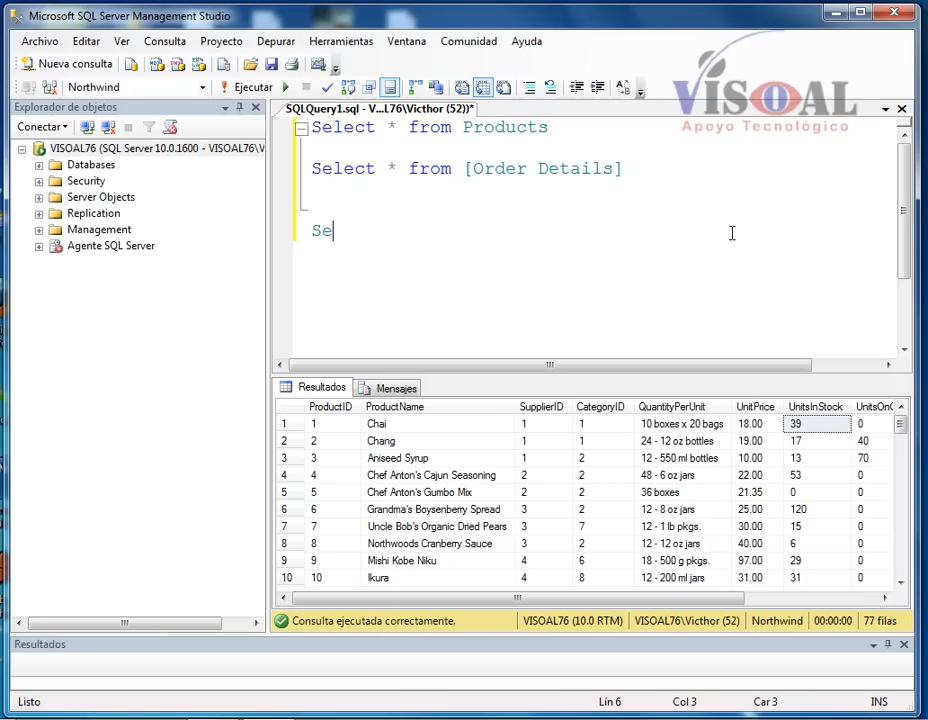 Microsoft SQL Server Management Studio
Archivo Editar Ver Consulta Proyecto Depurar Herramientas Ventana Comunidad Ayuda
Nueva consulta
Northwind Ejecutar
VISOAL
Apoyo Tecnológico
Explorador de objetos
SQLQuery1.sql - V...L76\Victhor (52))*
Conectar
VISOAL76 (SQL Server 10.0.1600 - VISOAL76\V
Databases
Security
Server Objects
Replication
Management
Agente SQL Server
Select * from Products
Select * from [Order Details]
Se
Resultados Mensajes
ProductID ProductName SupplierID CategoryID QuantityPerUnit UnitPrice UnitsInStock UnitsOnO
1 1 Chai 1 1 10 boxes x 20 bags 18.00 39 0
2 2 Chang 1 1 24 - 12 oz bottles 19.00 17 40
3 3 Aniseed Syrup 1 2 12 - 550 ml bottles 10.00 13 70
4 4 Chef Anton's Cajun Seasoning 2 2 48 - 6 oz jars 22.00 53 0
5 5 Chef Anton's Gumbo Mix 2 2 36 boxes 21.35 0 0
6 6 Grandma's Boysenberry Spread 3 2 12 - 8 oz jars 25.00 120 0
7 7 Uncle Bob's Organic Dried Pears 3 7 12 - 1 lb pkgs. 30.00 15 0
8 8 Northwoods Cranberry Sauce 3 2 12 - 12 oz jars 40.00 6 0
9 9 Mishi Kobe Niku 4 6 18 - 500 g pkgs. 97.00 29 0
10 10 Ikura 4 8 12 - 200 ml jars 31.00 31 0
Consulta ejecutada correctamente. VISOAL76 (10.0 RTM) VISOAL76\Victhor (52) Northwind 00:00:00 77 filas
Resultados
Listo Lín 6 Col 3 Car 3 INS